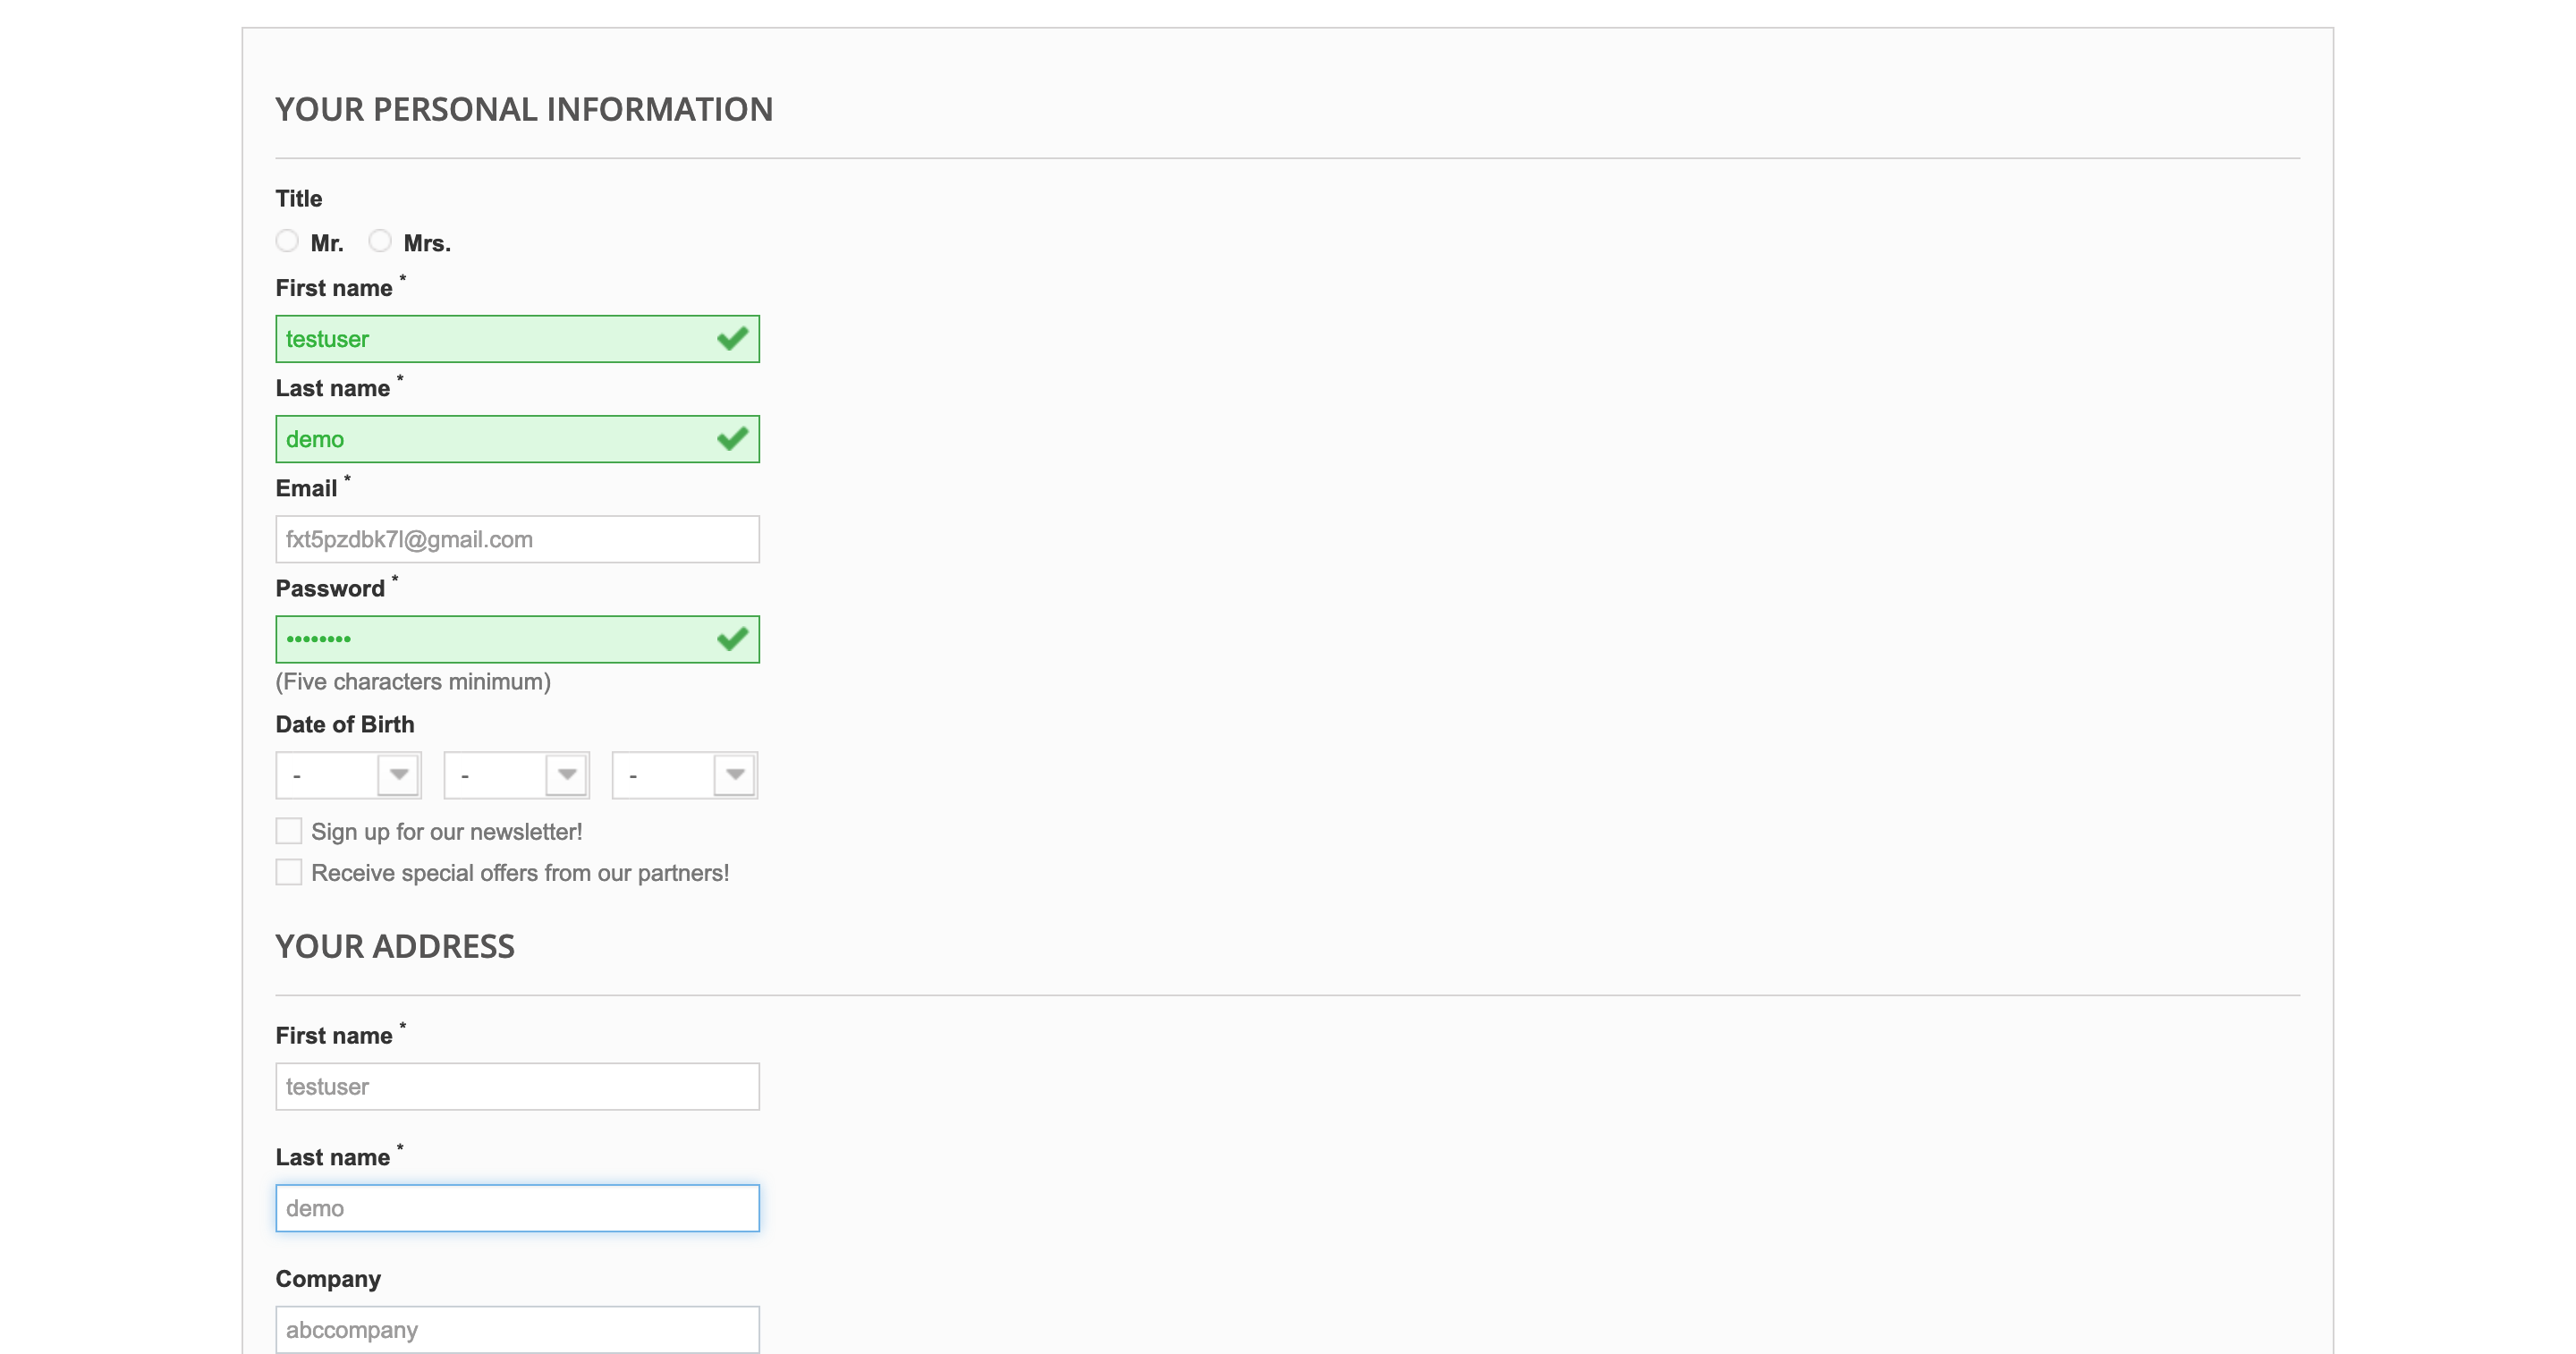 YOUR PERSONAL INFORMATION
Title
Mr. Mrs.
First name *
testuser
Last name *
demo
Email *
fxt5pzdbk7l@gmail.com
Password *
••••••••
(Five characters minimum)
Date of Birth
- - -
Sign up for our newsletter!
Receive special offers from our partners!
YOUR ADDRESS
First name *
testuser
Last name *
demo
Company
abccompany